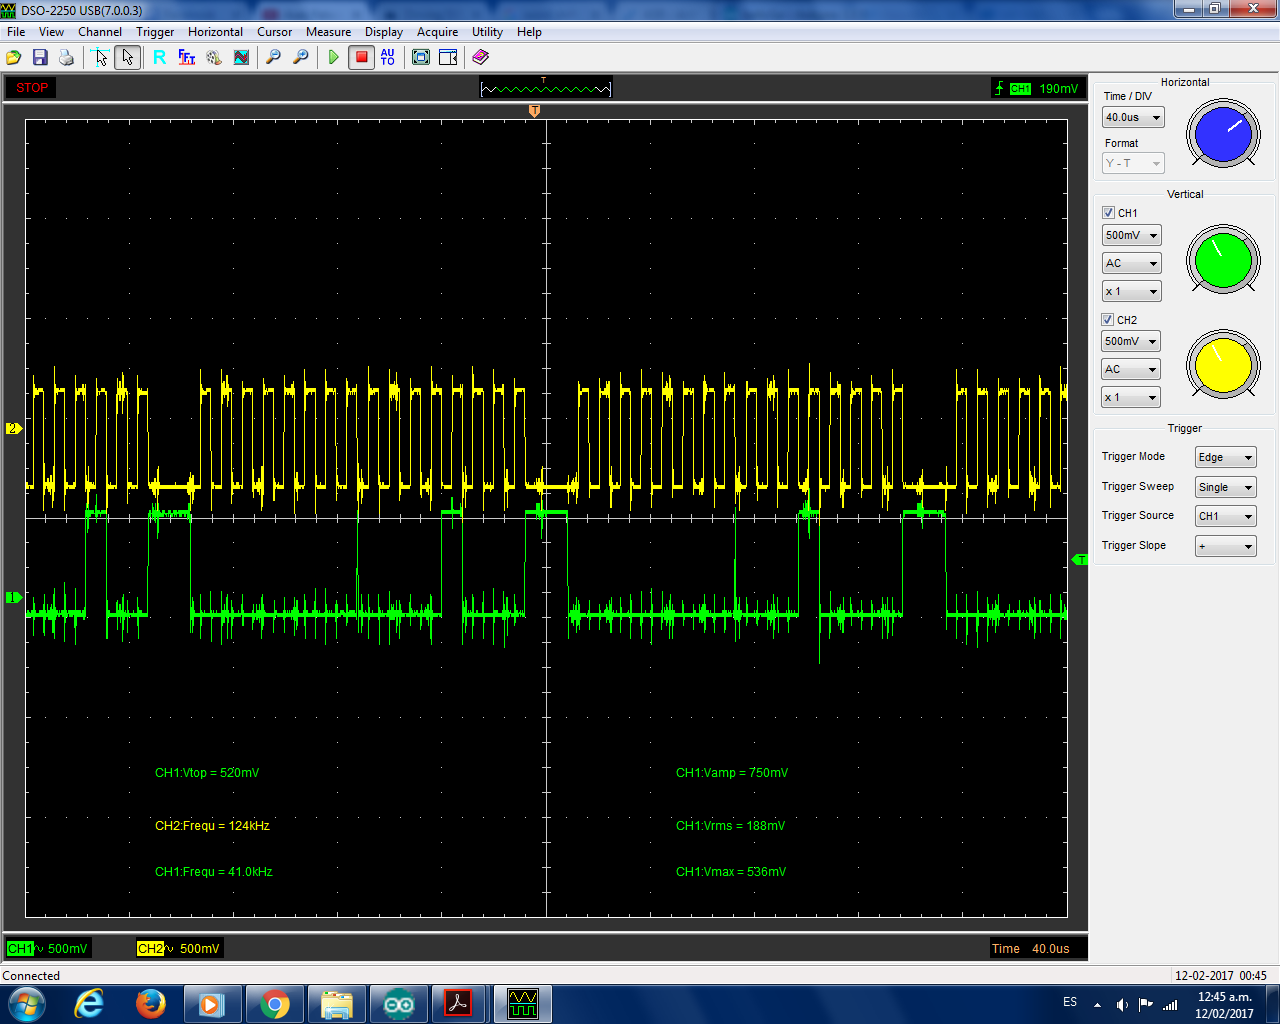 DSO-2250 USB(7.0.0.3)
File View Channel Trigger Horizontal Cursor Measure Display Acquire Utility Help
R FFT AUTO
STOP
T
CH1 190mV
T
2
1
T
CH1:Vtop = 520mV
CH1:Vamp = 750mV
CH2:Frequ = 124kHz
CH1:Vrms = 188mV
CH1:Frequ = 41.0kHz
CH1:Vmax = 536mV
CH1 500mV
CH2 500mV
Time 40.0us
Horizontal
Time / DIV
40.0us
Format
Y - T
Vertical
CH1
500mV
AC
x 1
CH2
500mV
AC
x 1
Trigger
Trigger Mode Edge
Trigger Sweep Single
Trigger Source CH1
Trigger Slope +
Connected
12-02-2017 00:45
ES
12:45 a.m.
12/02/2017